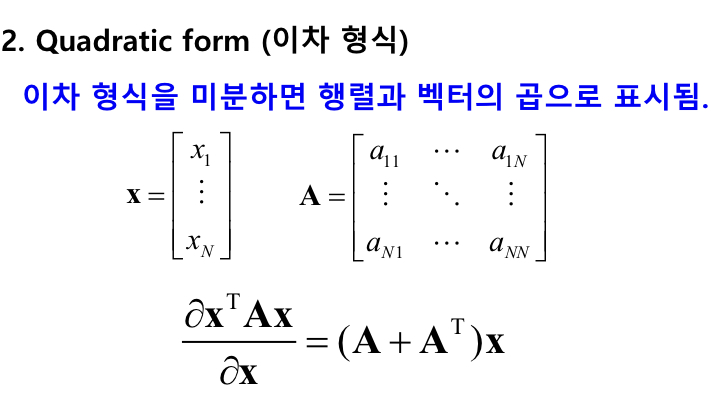 2. Quadratic form (이차 형식)
이차 형식을 미분하면 행렬과 벡터의 곱으로 표시됨.
x = [x₁ ⋮ x_N] A = [a₁₁ ⋯ a₁N ⋮ ⋱ ⋮ a_N1 ⋯ a_NN]
∂xᵀAx / ∂x = (A + Aᵀ)x